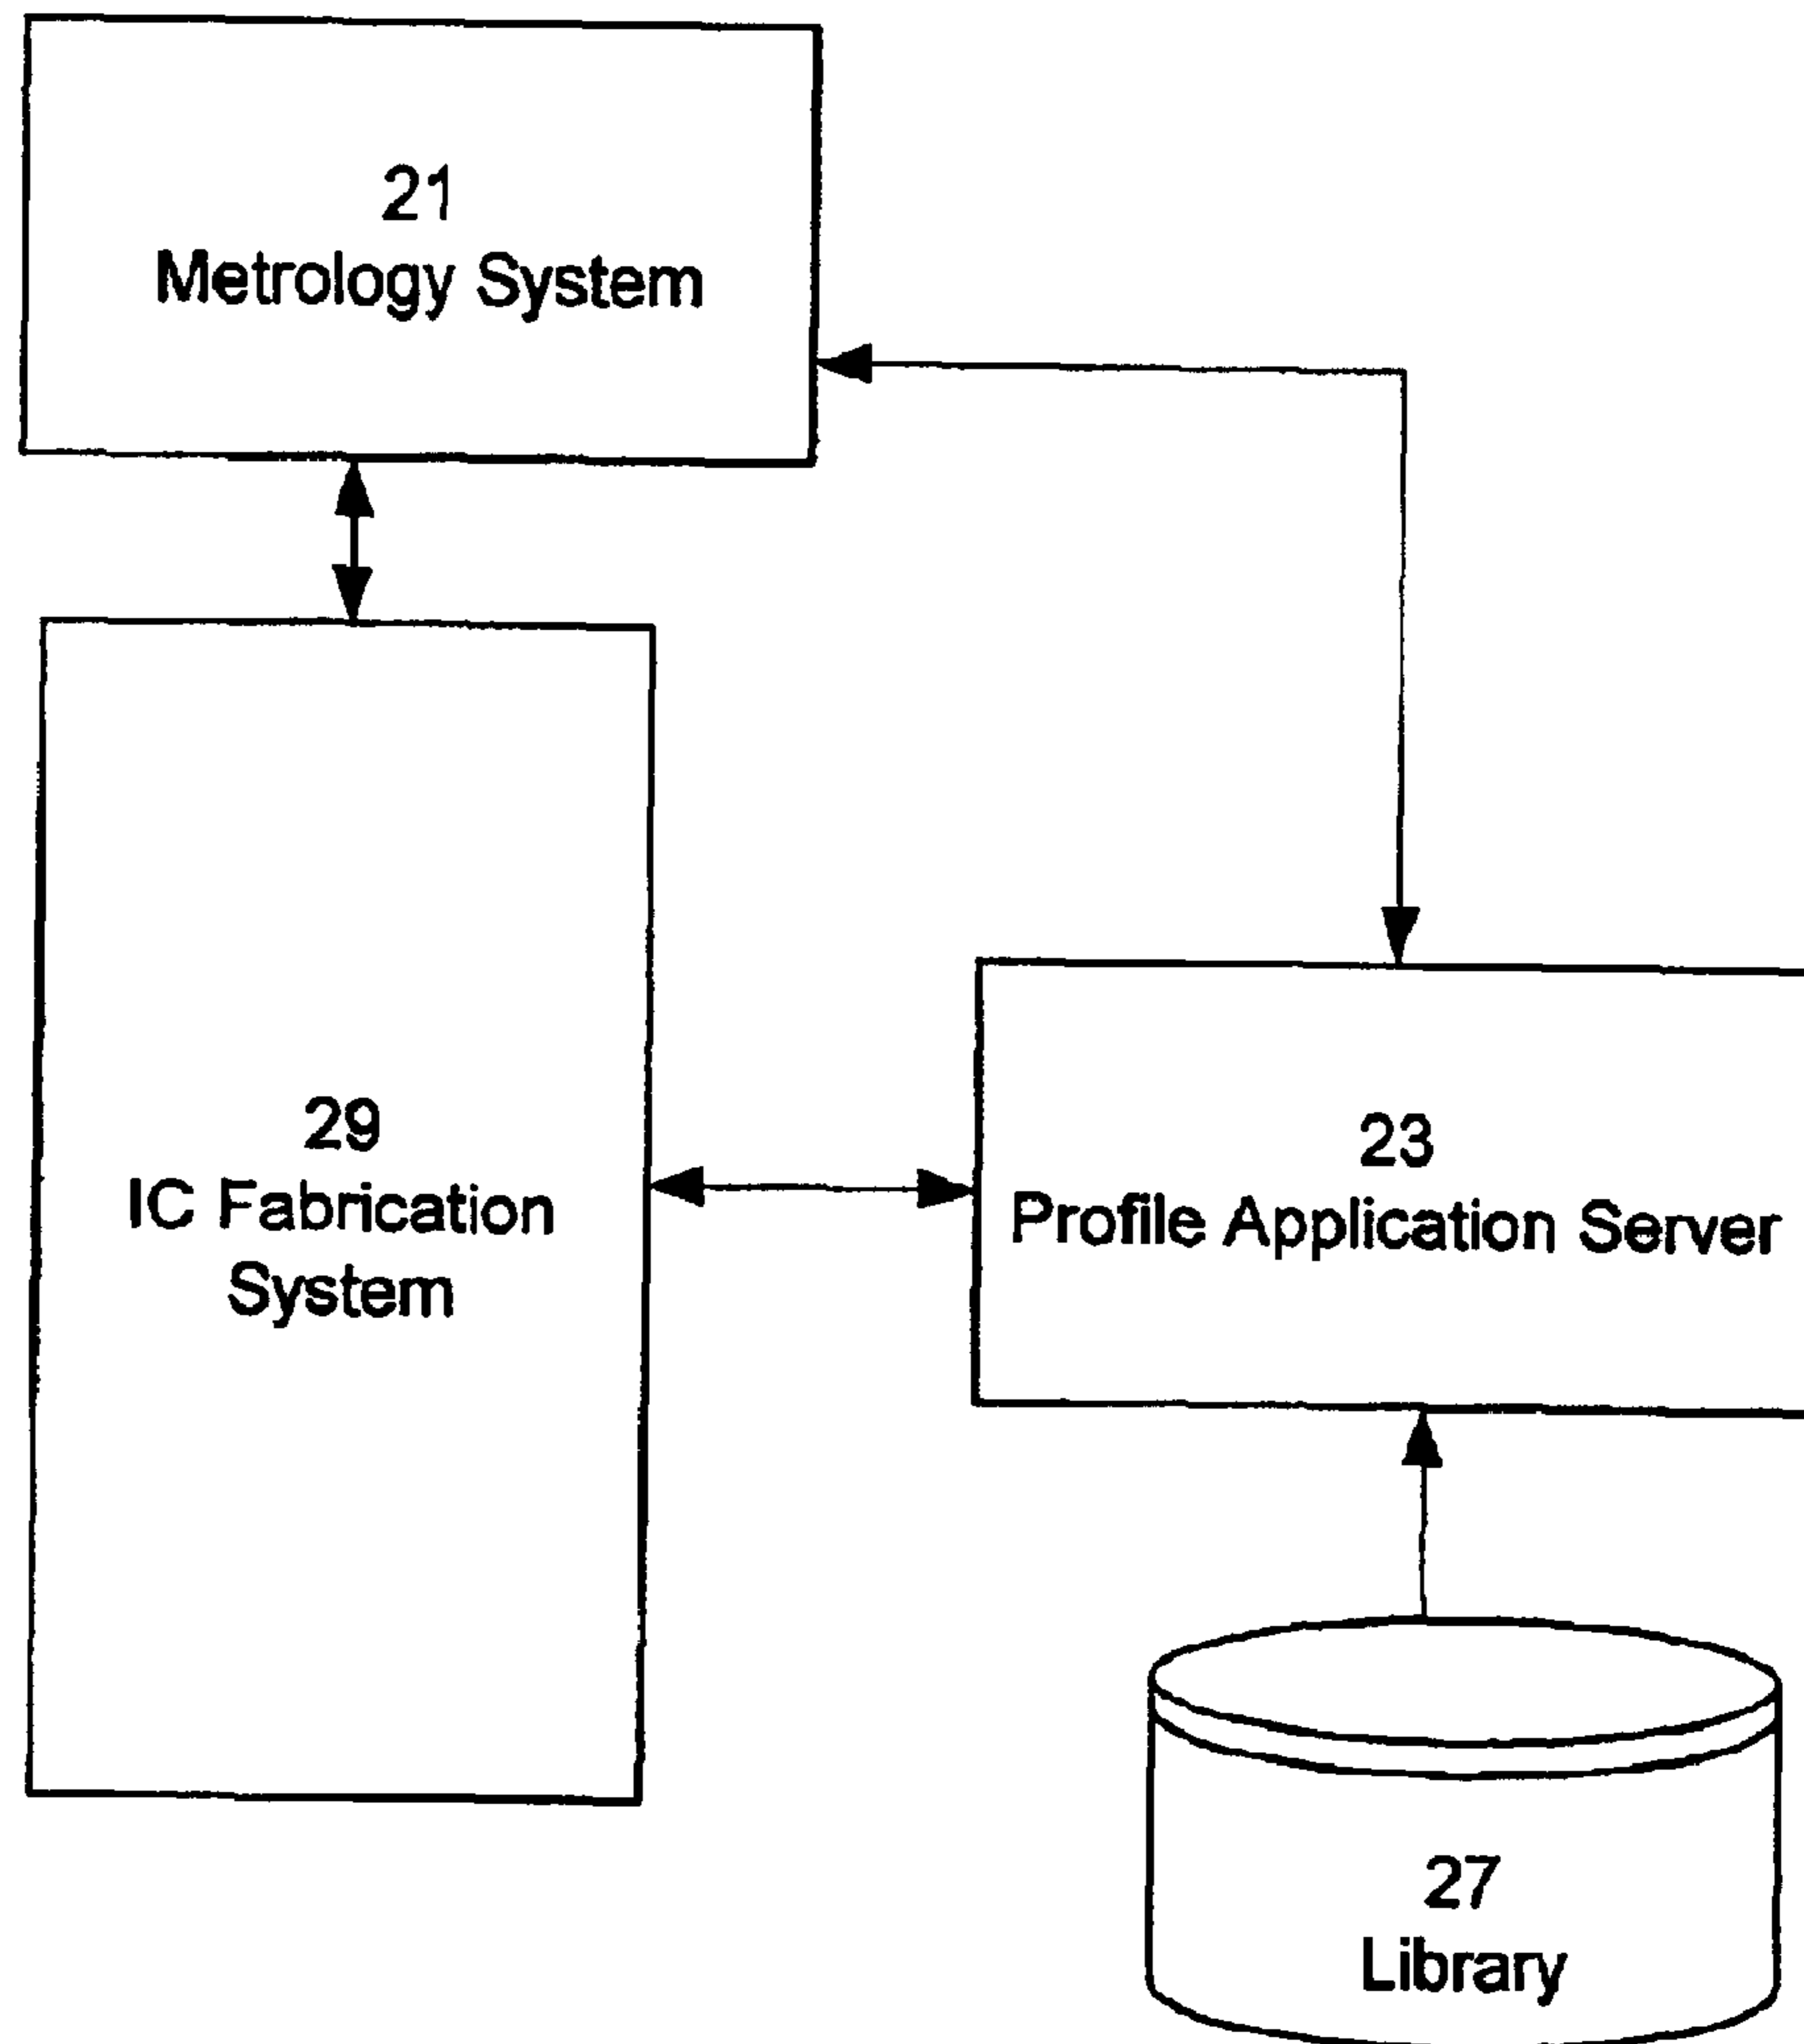 21
Metrology System
29
IC Fabrication
System
23
Profile Application Server
27
Library